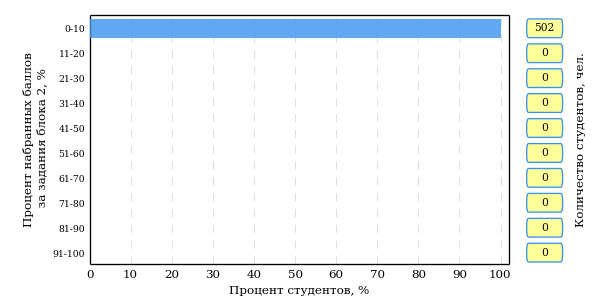 Процент набранных баллов
за задания блока 2, %
0-10 502
11-20 0
21-30 0
31-40 0
41-50 0
51-60 0
61-70 0
71-80 0
81-90 0
91-100 0
Количество студентов, чел.
0 10 20 30 40 50 60 70 80 90 100
Процент студентов, %